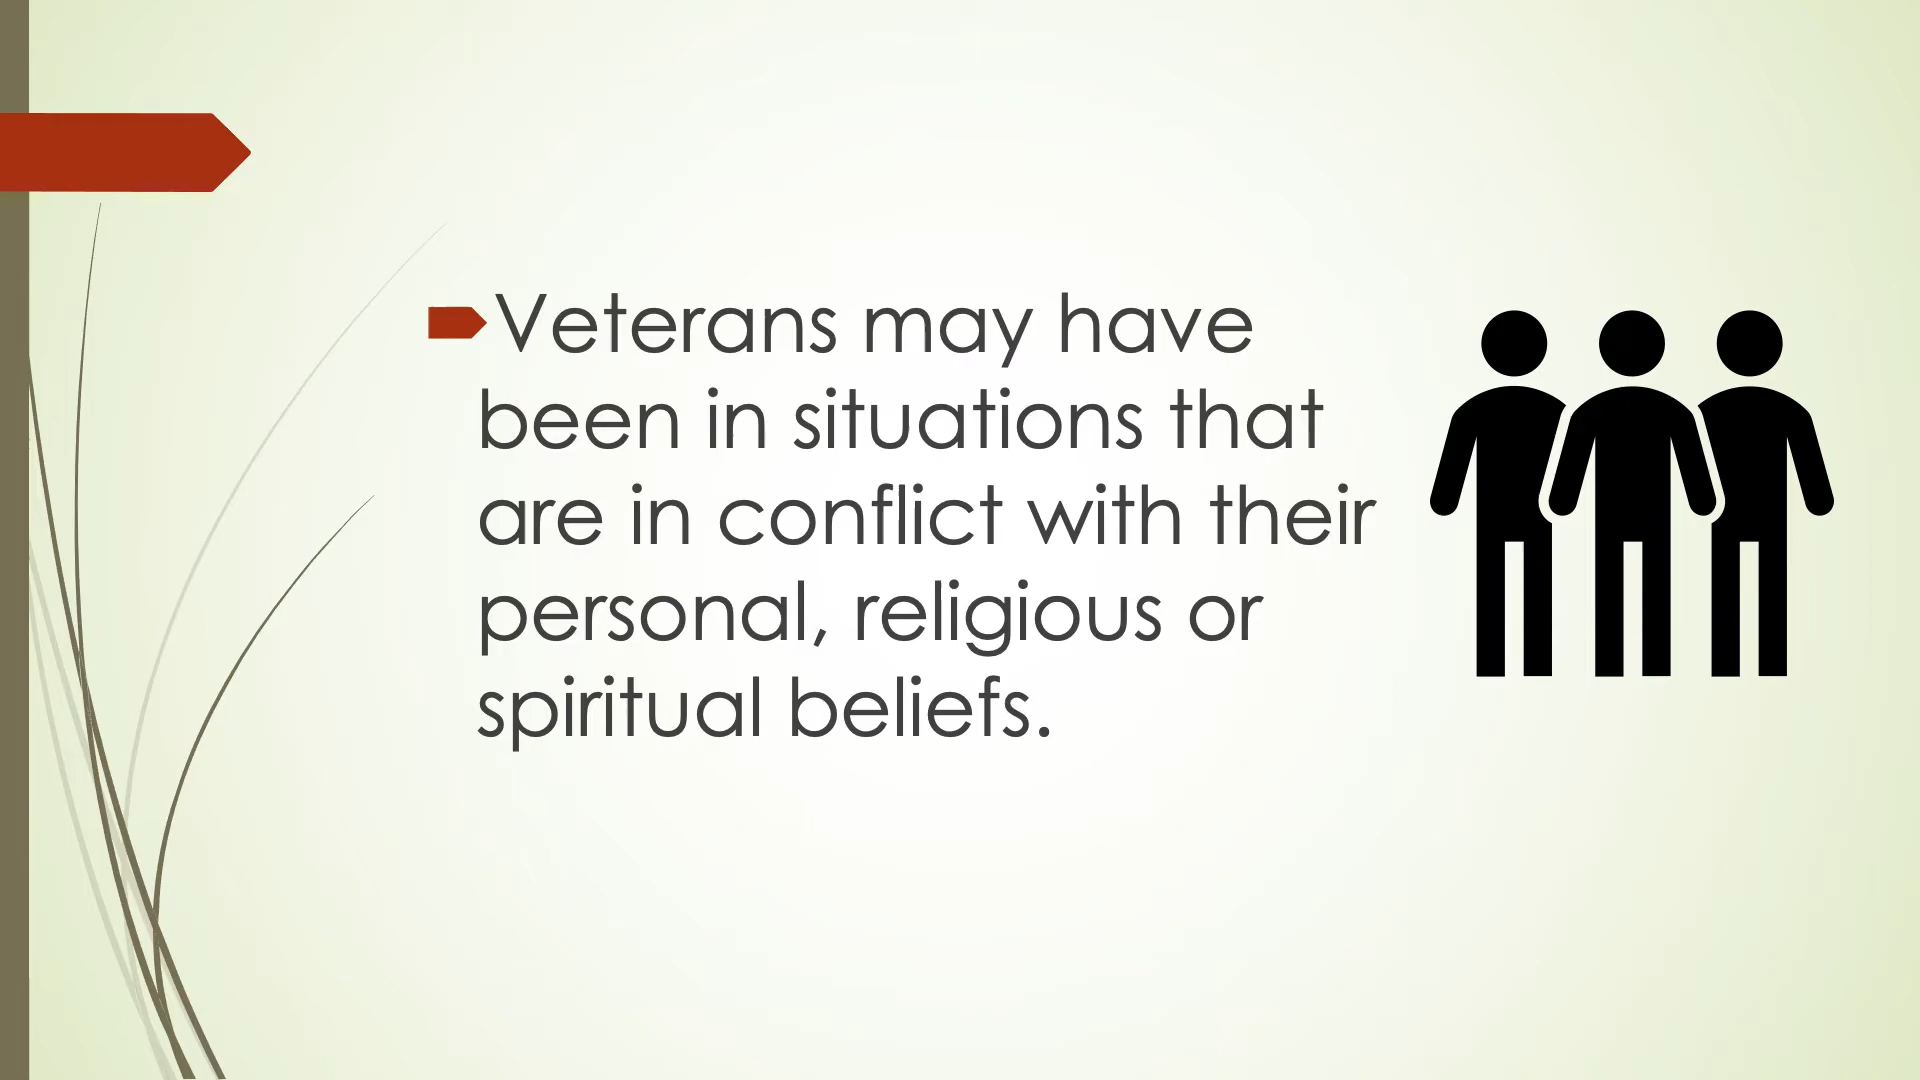 Veterans may have
been in situations that
are in conflict with their
personal, religious or
spiritual beliefs.